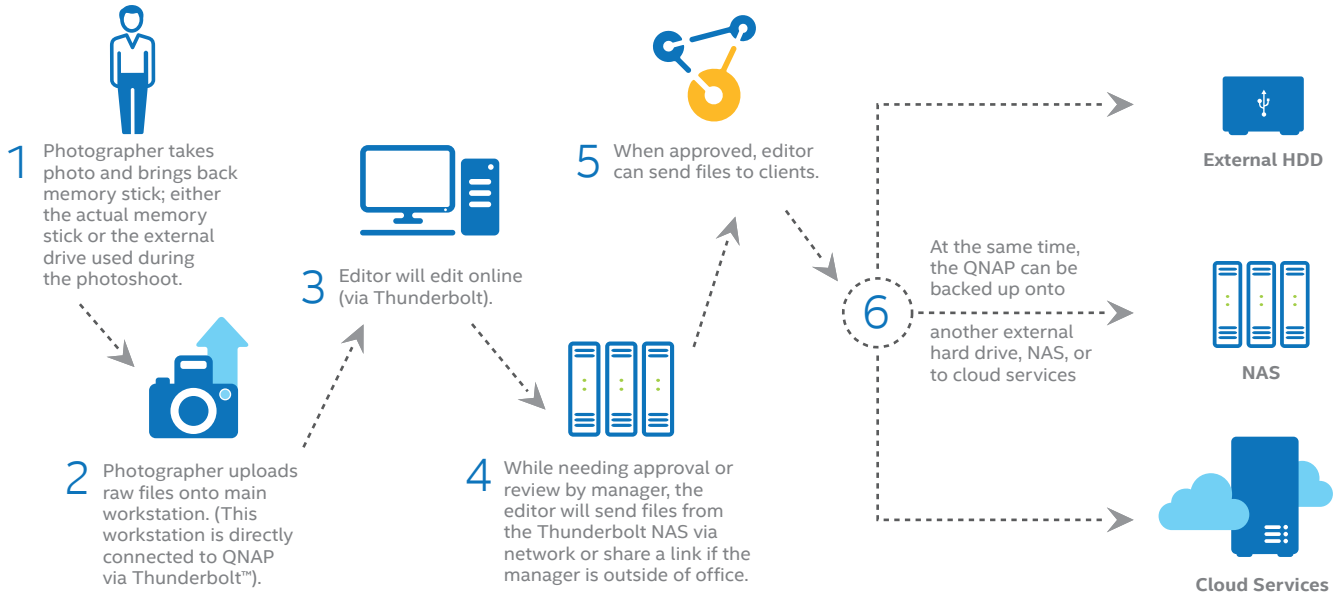 1
Photographer takes
photo and brings back
memory stick; either
the actual memory
stick or the external
drive used during
the photoshoot.
2
Photographer uploads
raw files onto main
workstation. (This
workstation is directly
connected to QNAP
via Thunderbolt™).
3
Editor will edit online
(via Thunderbolt).
4
While needing approval or
review by manager, the
editor will send files from
the Thunderbolt NAS via
network or share a link if the
manager is outside of office.
5
When approved, editor
can send files to clients.
6
At the same time,
the QNAP can be
backed up onto
another external
hard drive, NAS, or
to cloud services
External HDD
NAS
Cloud Services